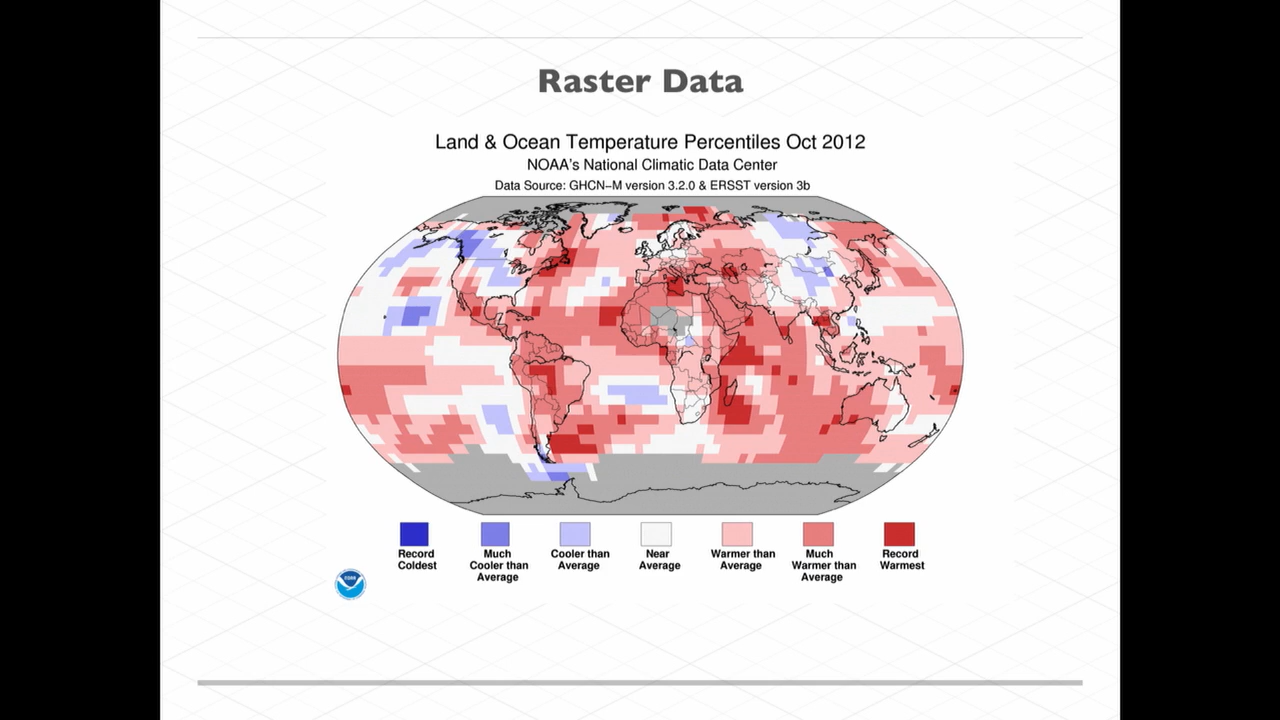 Raster Data
Land & Ocean Temperature Percentiles Oct 2012
NOAA's National Climatic Data Center
Data Source: GHCN–M version 3.2.0 & ERSST version 3b
Record
Coldest
Much
Cooler than
Average
Cooler than
Average
Near
Average
Warmer than
Average
Much
Warmer than
Average
Record
Warmest